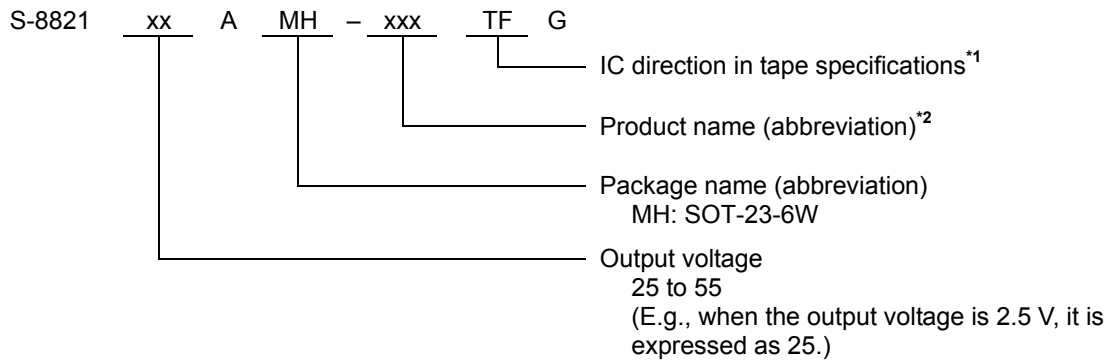 S-8821 xx A MH – xxx TF G
IC direction in tape specifications*1
Product name (abbreviation)*2
Package name (abbreviation)
MH: SOT-23-6W
Output voltage
25 to 55
(E.g., when the output voltage is 2.5 V, it is
expressed as 25.)